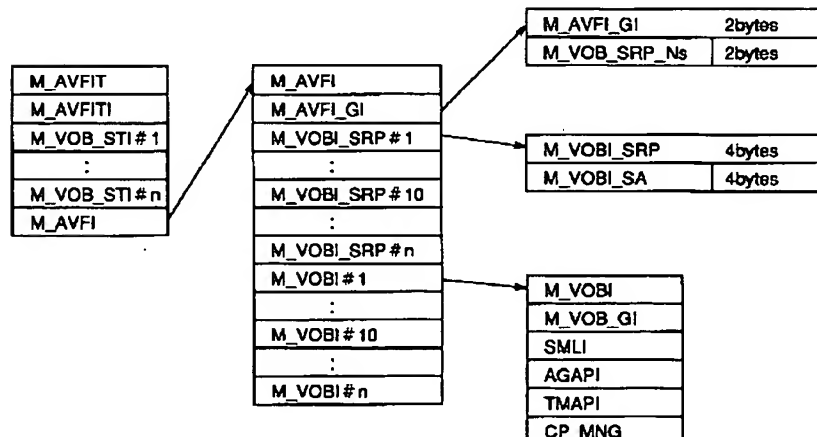 M_AVFIT
M_AVFITI
M_VOB_STI#1
:
M_VOB_STI#n
M_AVFI
M_AVFI
M_AVFI_GI
M_VOBI_SRP#1
:
M_VOBI_SRP#10
:
M_VOBI_SRP#n
M_VOBI#1
:
M_VOBI#10
:
M_VOBI#n
M_AVFI_GI 2bytes
M_VOB_SRP_Ns 2bytes
M_VOBI_SRP 4bytes
M_VOBI_SA 4bytes
M_VOBI
M_VOB_GI
SMLI
AGAPI
TMAPI
CP_MNG